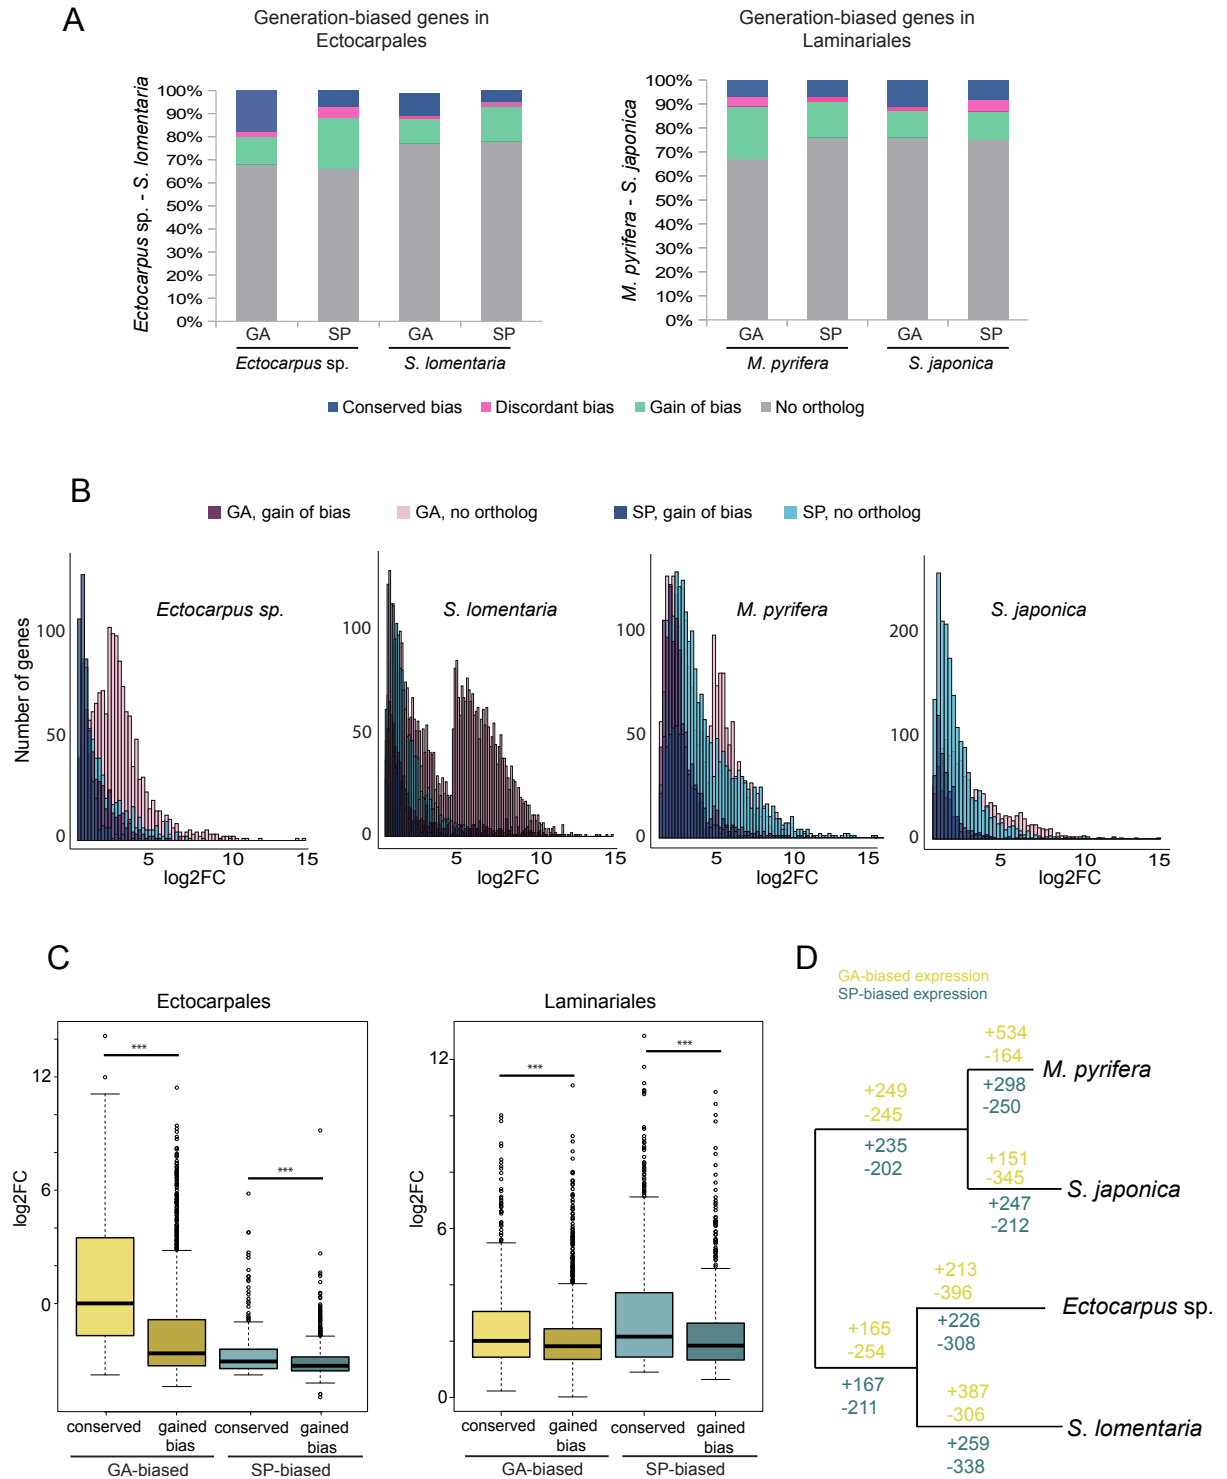 A
Generation-biased genes in
Ectocarpales
Generation-biased genes in
Laminariales
Ectocarpus sp. - S. lomentaria
100%
90%
80%
70%
60%
50%
40%
30%
20%
10%
0%
GA
SP
GA
SP
Ectocarpus sp.
S. lomentaria
M. pyrifera - S. japonica
100%
90%
80%
70%
60%
50%
40%
30%
20%
10%
0%
GA
SP
GA
SP
M. pyrifera
S. japonica
Conserved bias
Discordant bias
Gain of bias
No ortholog
B
GA, gain of bias
GA, no ortholog
SP, gain of bias
SP, no ortholog
Number of genes
Ectocarpus sp.
100
50
0
5
10
15
log2FC
S. lomentaria
100
50
0
5
10
15
log2FC
M. pyrifera
100
50
0
5
10
15
log2FC
S. japonica
200
100
0
5
10
15
log2FC
C
Ectocarpales
log2FC
12
6
0
***
***
conserved
gained
bias
conserved
gained
bias
GA-biased
SP-biased
Laminariales
log2FC
12
6
0
***
***
conserved
gained
bias
conserved
gained
bias
GA-biased
SP-biased
D
GA-biased expression
SP-biased expression
+534
-164
M. pyrifera
+298
-250
+249
-245
+235
-202
+151
-345
S. japonica
+247
-212
+213
-396
Ectocarpus sp.
+226
-308
+165
-254
+167
-211
+387
-306
S. lomentaria
+259
-338